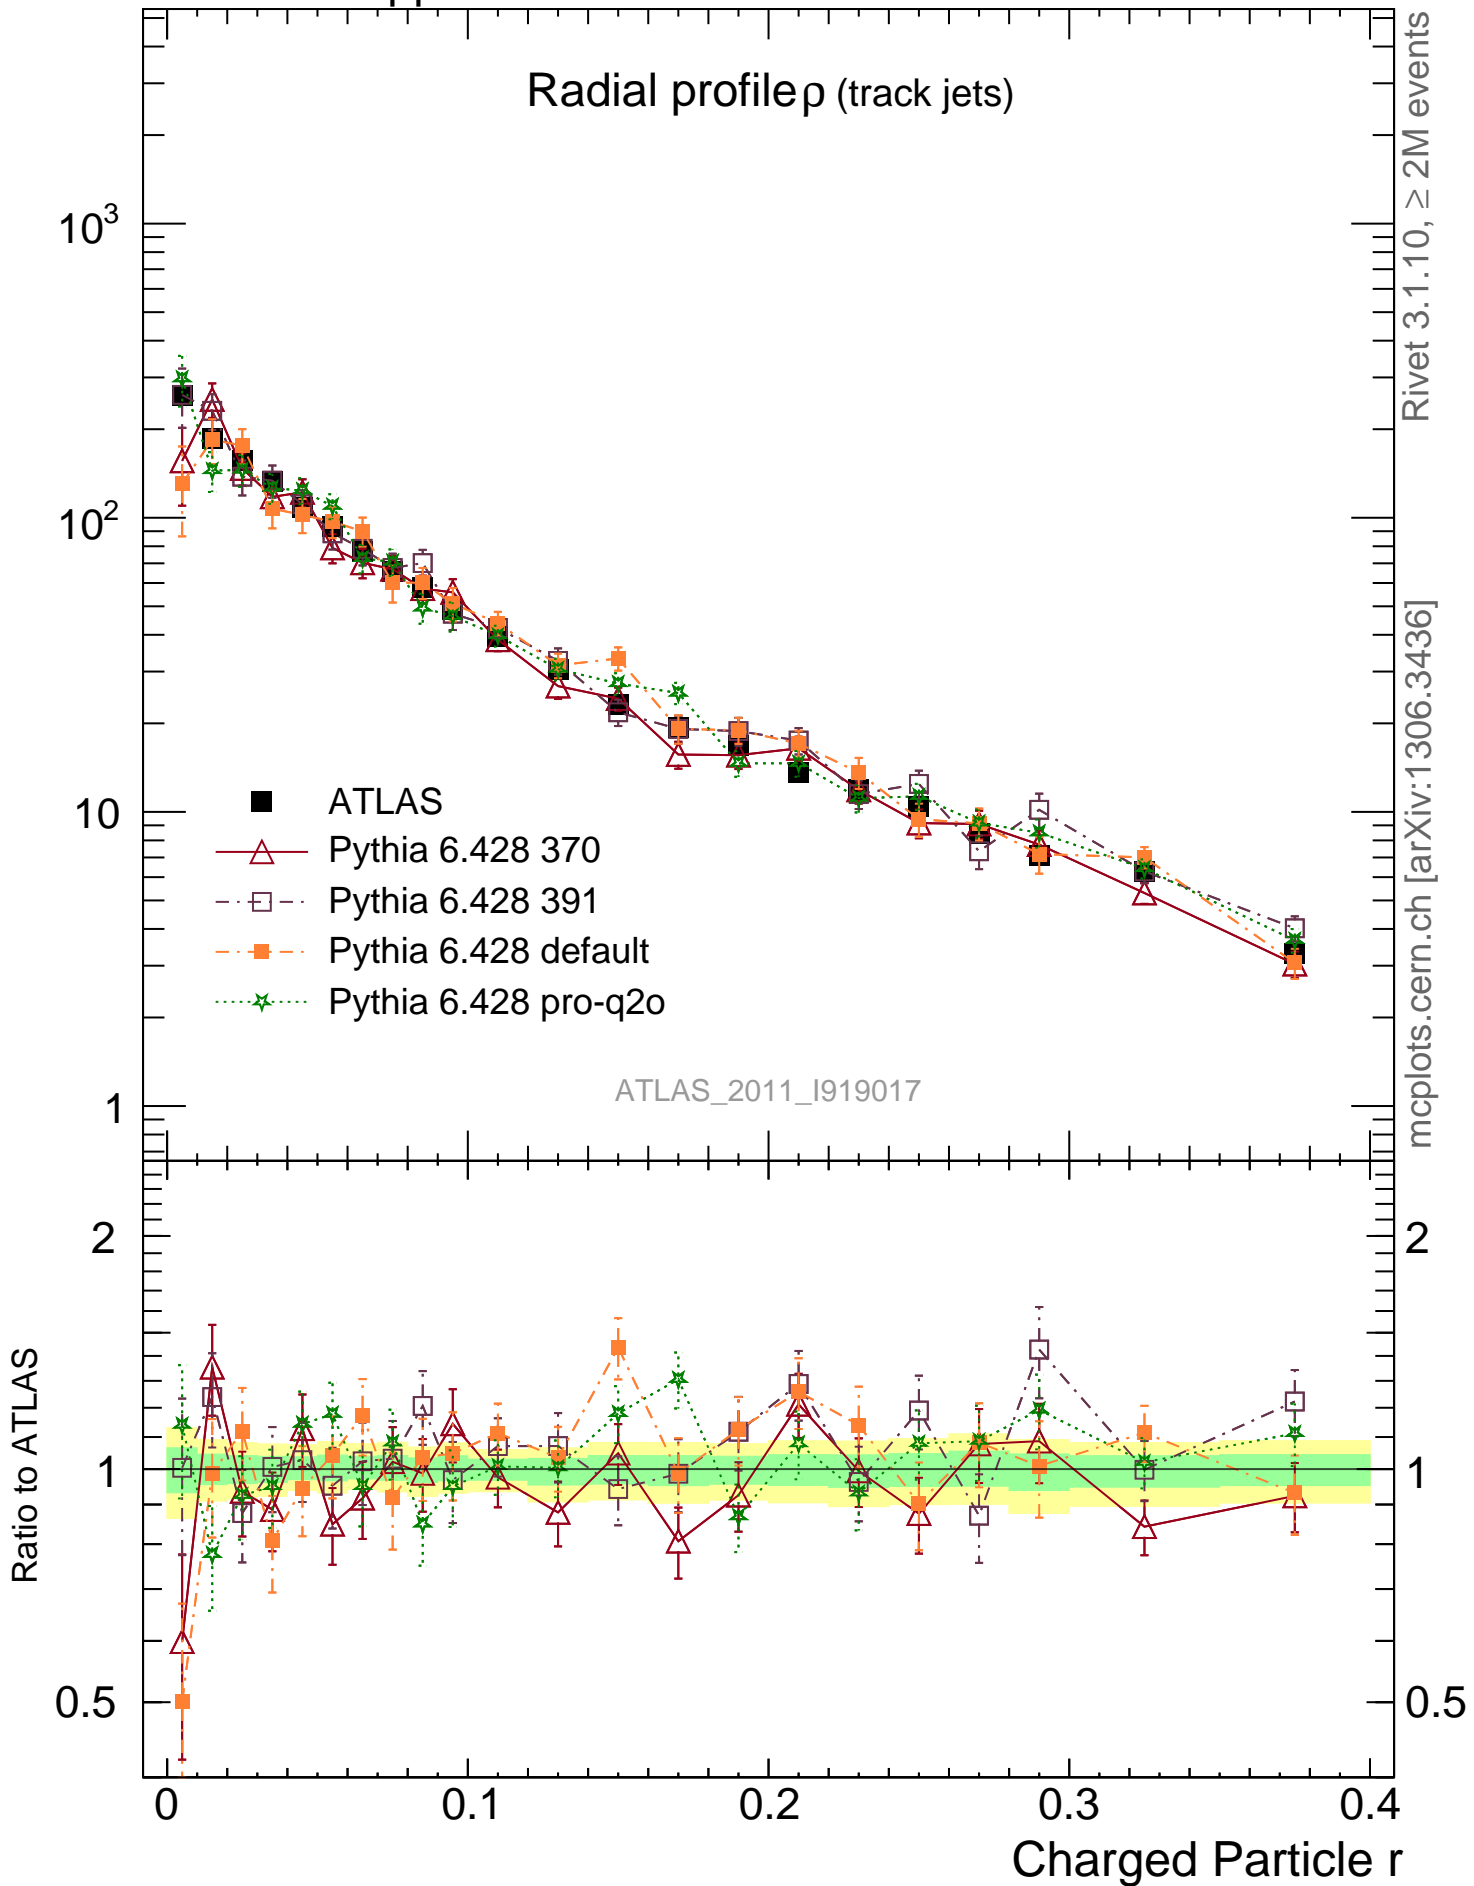 Radial profile ρ (track jets)
10³
10²
10
1
ATLAS
Pythia 6.428 370
Pythia 6.428 391
Pythia 6.428 default
Pythia 6.428 pro-q2o
ATLAS_2011_I919017
Rivet 3.1.10, ≥ 2M events
mcplots.cern.ch [arXiv:1306.3436]
Ratio to ATLAS
2
1
0.5
2
1
0.5
0
0.1
0.2
0.3
0.4
Charged Particle r